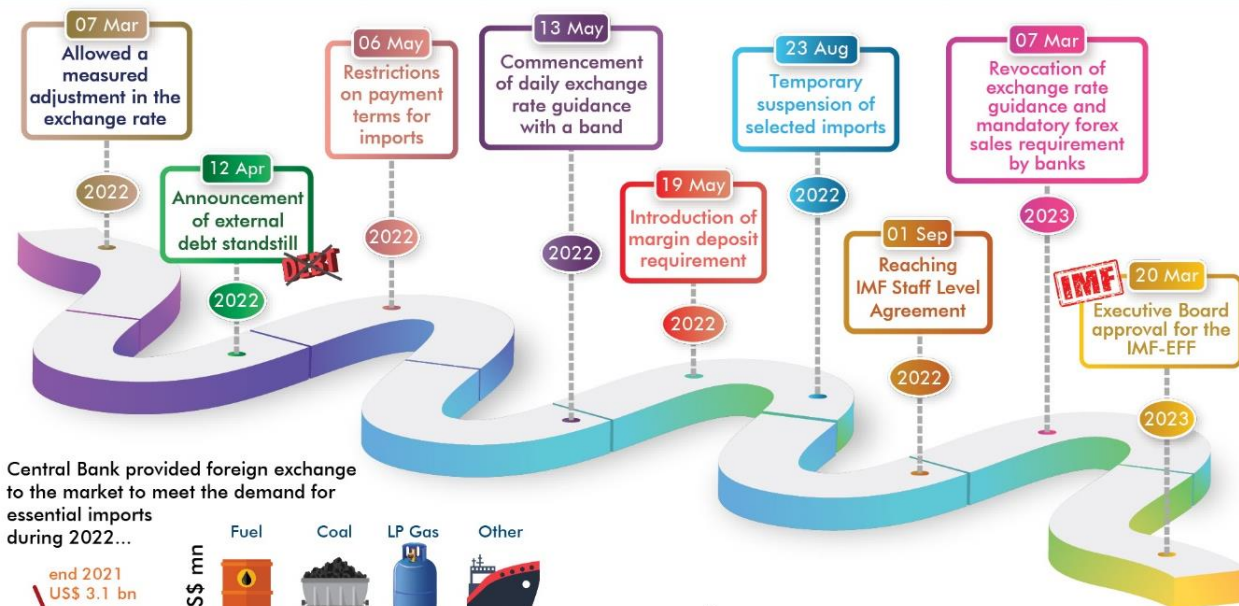 07 Mar
Allowed a
measured
adjustment in the
exchange rate
2022
12 Apr
Announcement
of external
debt standstill
DEBT
2022
06 May
Restrictions
on payment
terms for
imports
2022
13 May
Commencement
of daily exchange
rate guidance
with a band
2022
19 May
Introduction of
margin deposit
requirement
2022
23 Aug
Temporary
suspension of
selected imports
2022
01 Sep
Reaching
IMF Staff Level
Agreement
2022
07 Mar
Revocation of
exchange rate
guidance and
mandatory forex
sales requirement
by banks
2023
IMF
20 Mar
Executive Board
approval for the
IMF-EFF
2023
Central Bank provided foreign exchange
to the market to meet the demand for
essential imports
during 2022...
end 2021
US$ 3.1 bn
US$ mn
Fuel
Coal
LP Gas
Other